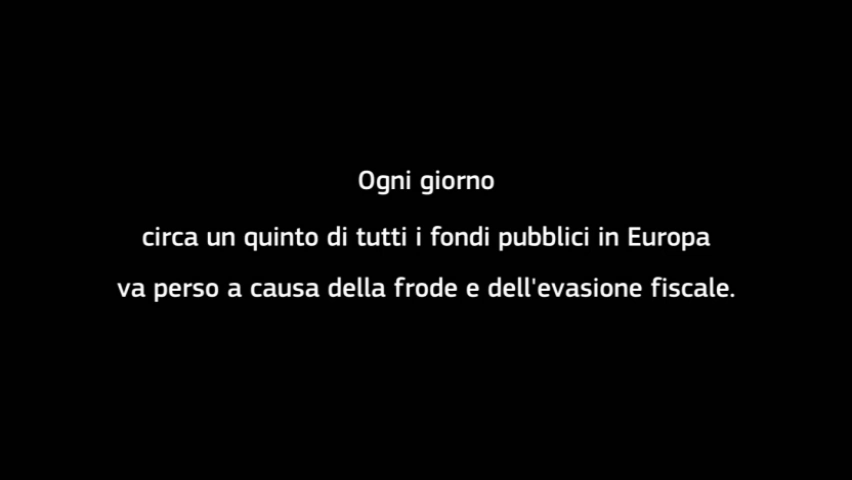 Ogni giorno
circa un quinto di tutti i fondi pubblici in Europa
va perso a causa della frode e dell'evasione fiscale.